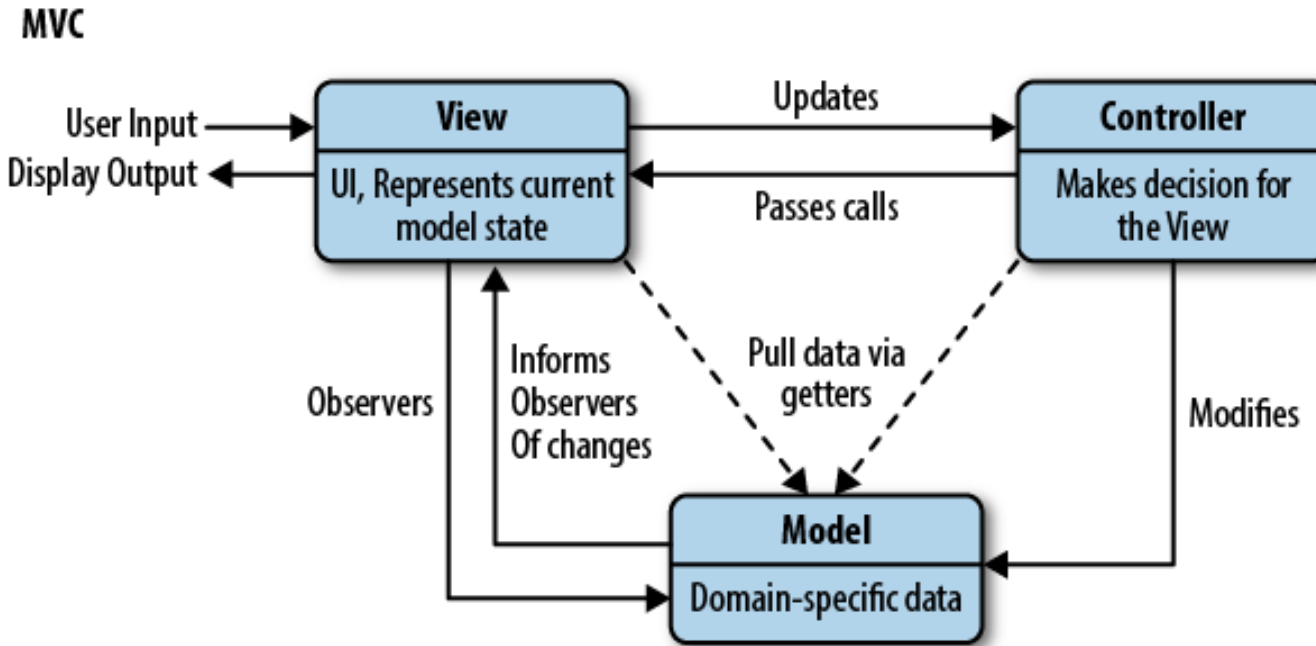 MVC
User Input
Display Output
View
UI, Represents current
model state
Updates
Passes calls
Controller
Makes decision for
the View
Observers
Informs
Observers
Of changes
Pull data via
getters
Modifies
Model
Domain-specific data